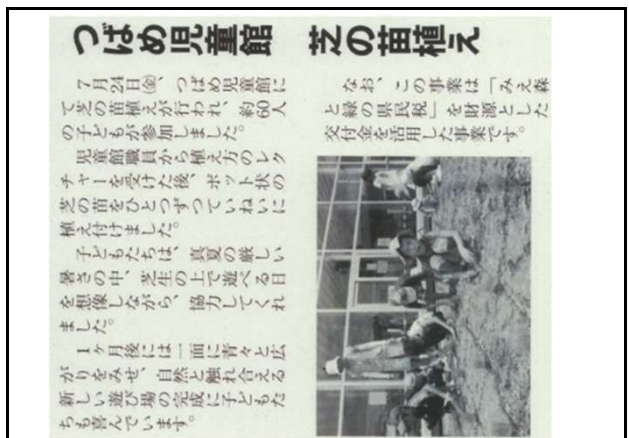 つばめ児童館　芝の苗植え
７月24日㈮、つばめ児童館に
て芝の苗植えが行われ、約60人
の子どもが参加しました。
児童館職員から植え方のレク
チャーを受けた後、ポット状の
芝の苗をひとつずつていねいに
植え付けました。
子どもたちは、真夏の厳しい
暑さの中、芝生の上で遊べる日
を想像しながら、協力してくれ
ました。
１ヶ月後には一面に青々と広
がりをみせ、自然と触れ合える
新しい遊び場の完成に子どもた
ちも喜んでいます。
なお、この事業は「みえ森
と緑の県民税」を財源とした
交付金を活用した事業です。